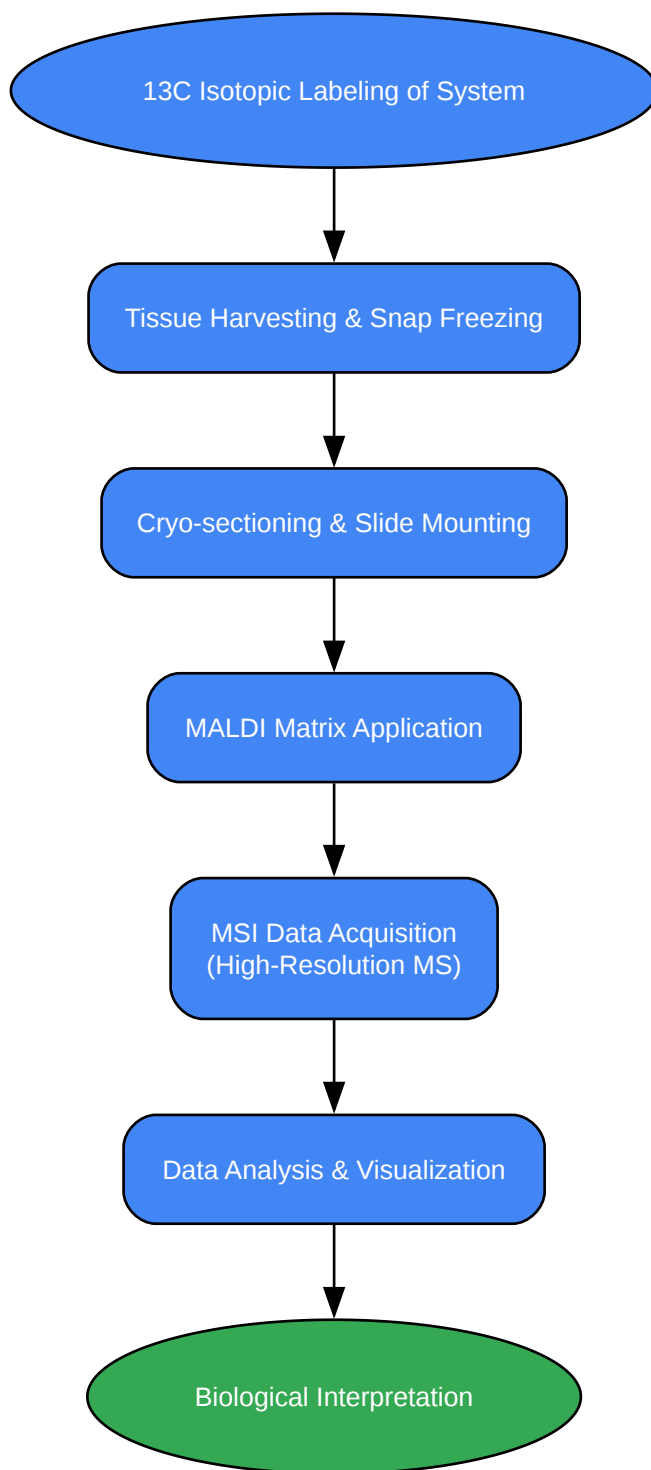 13C Isotopic Labeling of System
Tissue Harvesting & Snap Freezing
Cryo-sectioning & Slide Mounting
MALDI Matrix Application
MSI Data Acquisition
(High-Resolution MS)
Data Analysis & Visualization
Biological Interpretation